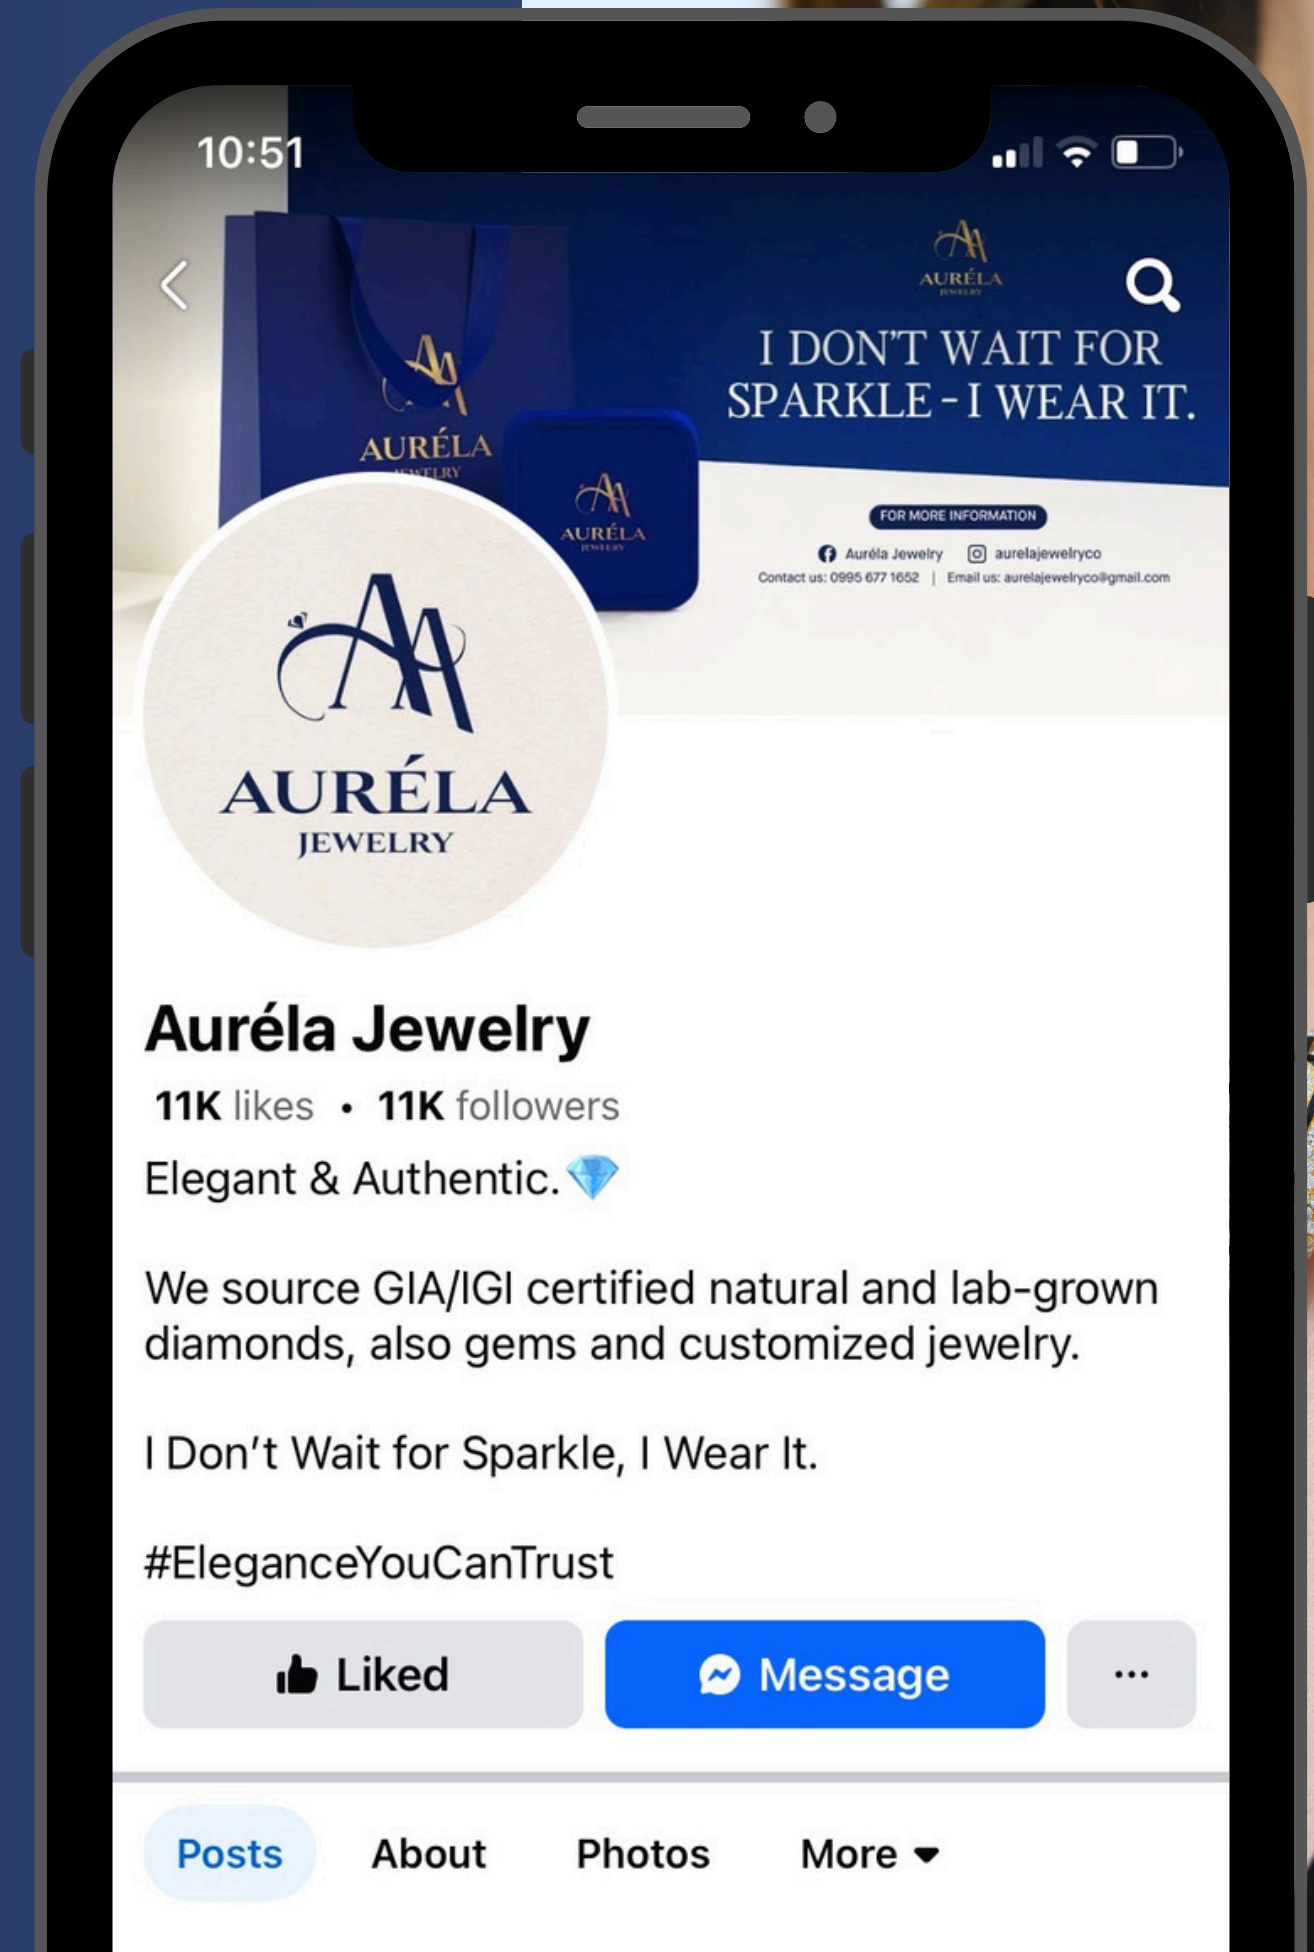 10:51
AURÉLA
JEWELRY
I DON'T WAIT FOR
SPARKLE - I WEAR IT.
AURÉLA
JEWELRY
AURÉLA
JEWELRY
FOR MORE INFORMATION
Auréla Jewelry aurelajewelryco
Contact us: 0995 677 1652 | Email us: aurelajewelryco@gmail.com
AURÉLA
JEWELRY
Auréla Jewelry
11K likes • 11K followers
Elegant & Authentic.💎
We source GIA/IGI certified natural and lab-grown
diamonds, also gems and customized jewelry.
I Don't Wait for Sparkle, I Wear It.
#EleganceYouCanTrust
Liked Message ...
Posts About Photos More